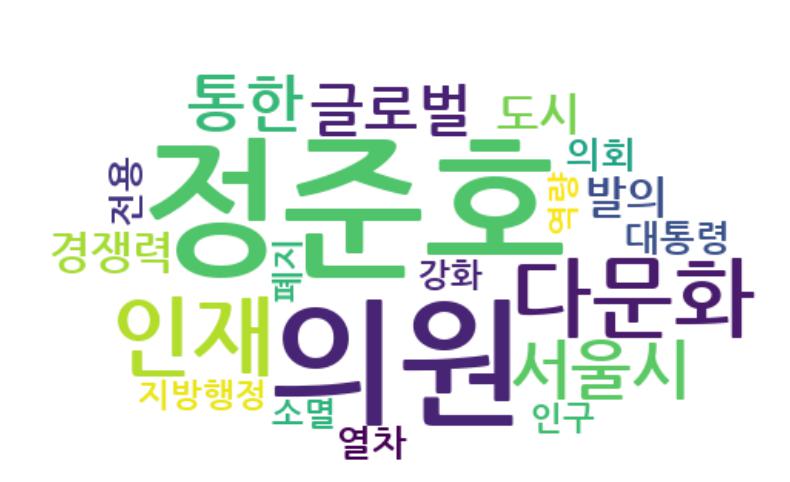 통한 글로벌 도시
정준호 의회
전용 역량 발의
경쟁력 폐지 강화 대통령
인재 의원 다문화
서울시
지방행정 소멸 인구
열차